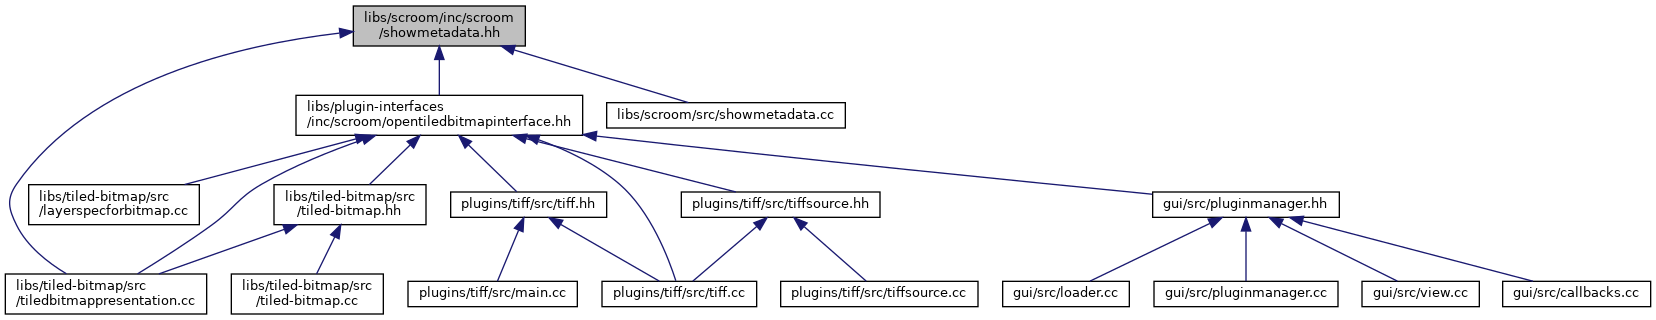 libs/scroom/inc/scroom
/showmetadata.hh
libs/plugin-interfaces
/inc/scroom/opentiledbitmapinterface.hh
libs/scroom/src/showmetadata.cc
libs/tiled-bitmap/src
/layerspecforbitmap.cc
libs/tiled-bitmap/src
/tiled-bitmap.hh
plugins/tiff/src/tiff.hh
plugins/tiff/src/tiffsource.hh
gui/src/pluginmanager.hh
libs/tiled-bitmap/src
/tiledbitmappresentation.cc
libs/tiled-bitmap/src
/tiled-bitmap.cc
plugins/tiff/src/main.cc
plugins/tiff/src/tiff.cc
plugins/tiff/src/tiffsource.cc
gui/src/loader.cc
gui/src/pluginmanager.cc
gui/src/view.cc
gui/src/callbacks.cc